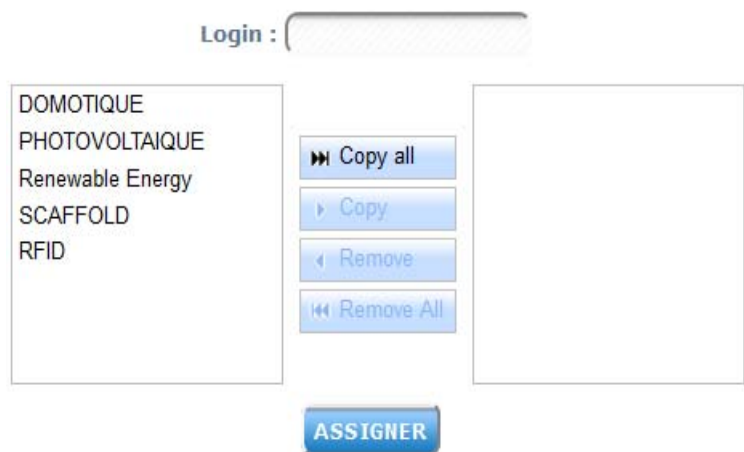 Login :
DOMOTIQUE
PHOTOVOLTAIQUE
Renewable Energy
SCAFFOLD
RFID
Copy all
Copy
Remove
Remove All
ASSIGNER